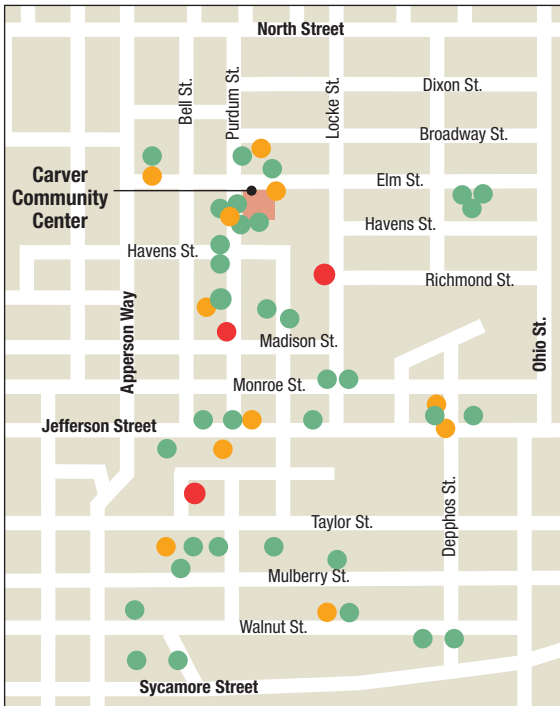 North Street
Bell St.
Purdum St.
Locke St.
Dixon St.
Broadway St.
Carver
Community
Center
Elm St.
Havens St.
Havens St.
Richmond St.
Apperson Way
Madison St.
Ohio St.
Monroe St.
Jefferson Street
Depphos St.
Taylor St.
Mulberry St.
Walnut St.
Sycamore Street